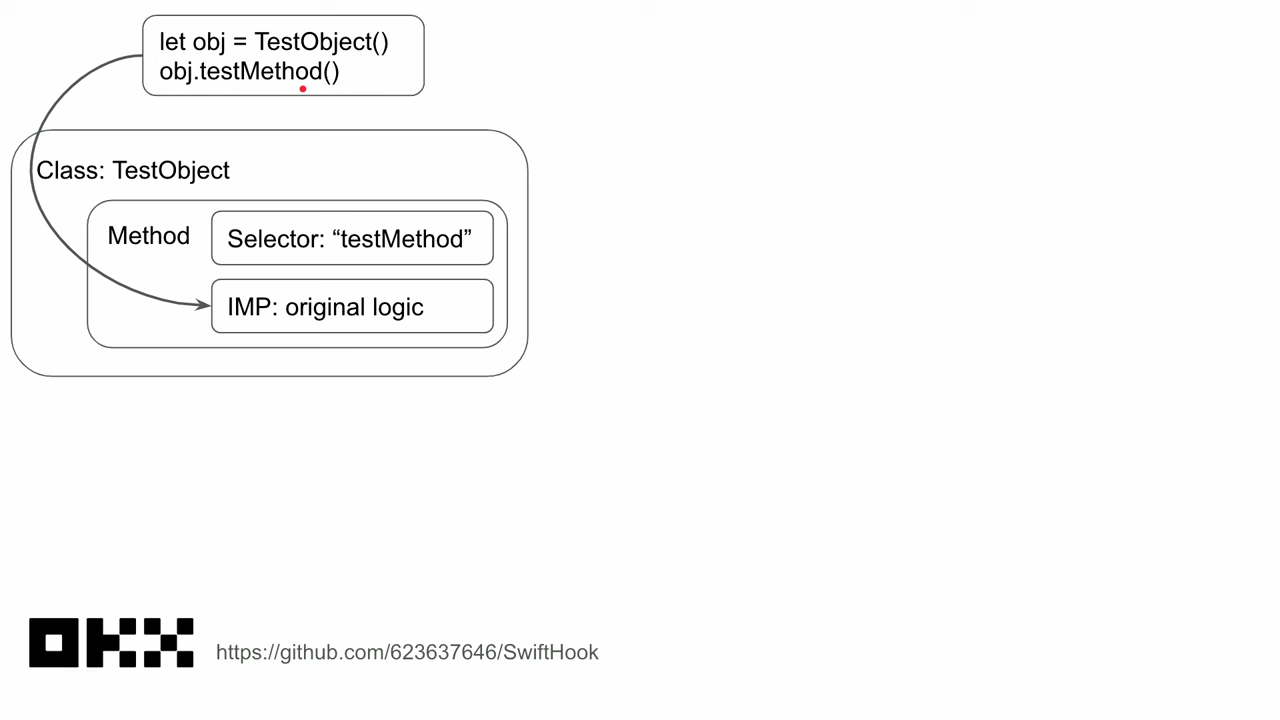 let obj = TestObject()
obj.testMethod()
Class: TestObject
Method
Selector: “testMethod”
IMP: original logic
OKX
https://github.com/623637646/SwiftHook